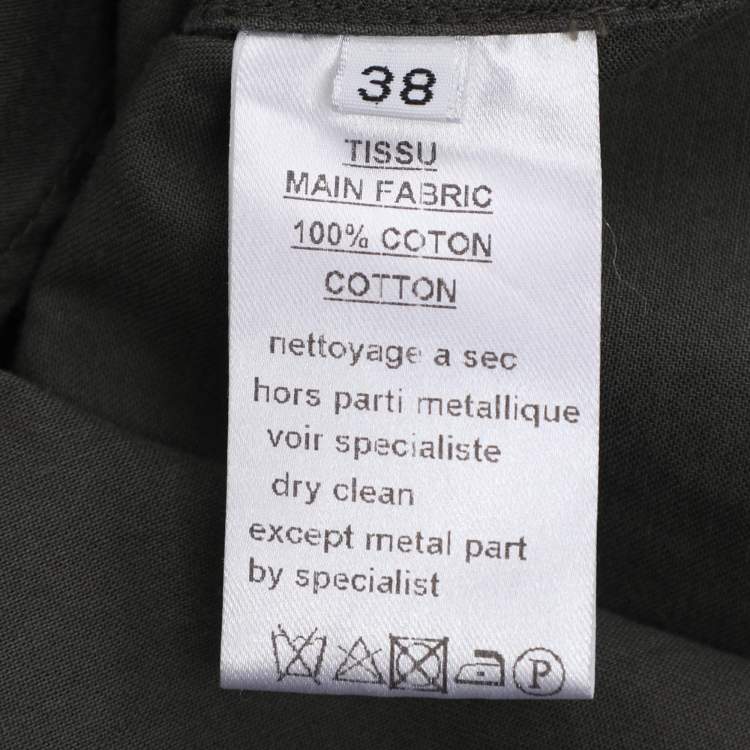 38
TISSU
MAIN FABRIC
100% COTON
COTTON
nettoyage a sec
hors parti metallique
voir specialiste
dry clean
except metal part
by specialist
P